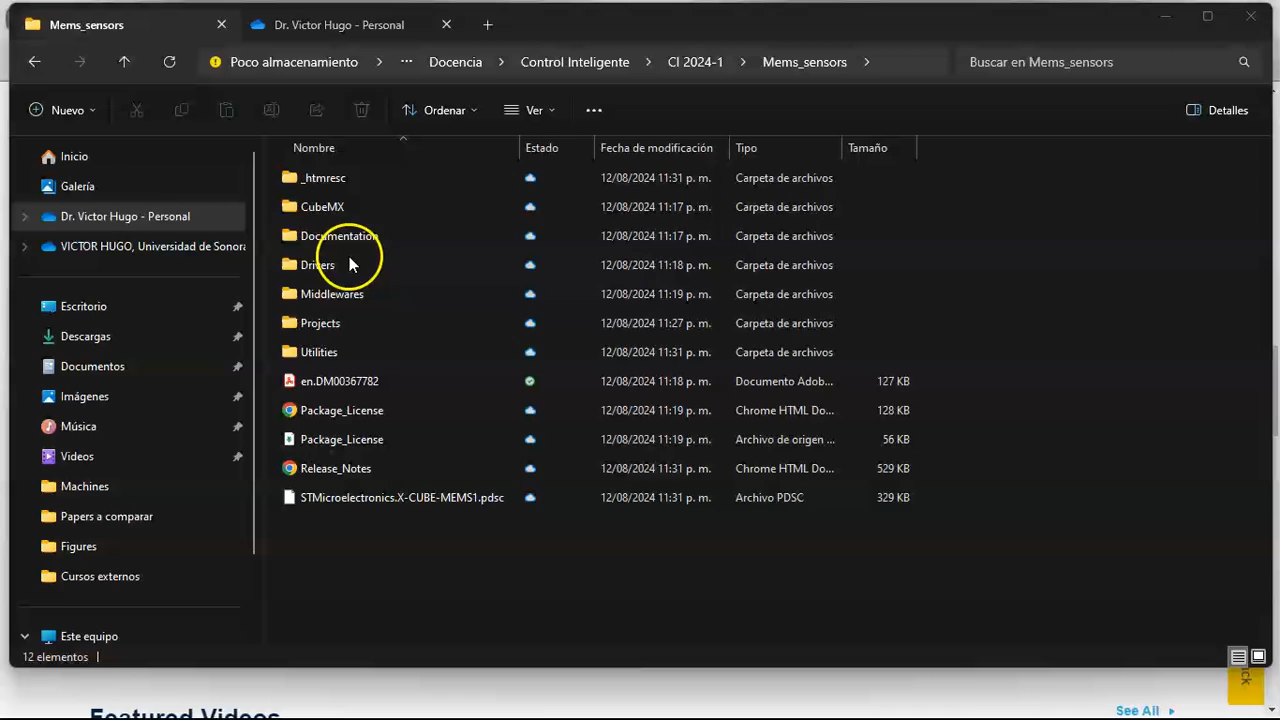 Mems_sensors
Dr. Victor Hugo - Personal
Poco almacenamiento > ··· Docencia > Control Inteligente > CI 2024-1 > Mems_sensors >
Buscar en Mems_sensors
Nuevo
Ordenar
Ver
Detalles
Nombre Estado Fecha de modificación Tipo Tamaño
Inicio
Galería
Dr. Victor Hugo - Personal
VICTOR HUGO, Universidad de Sonora
Escritorio
Descargas
Documentos
Imágenes
Música
Videos
Machines
Papers a comparar
Figures
Cursos externos
Este equipo
_htmresc 12/08/2024 11:31 p. m. Carpeta de archivos
CubeMX 12/08/2024 11:17 p. m. Carpeta de archivos
Documentation 12/08/2024 11:17 p. m. Carpeta de archivos
Drivers 12/08/2024 11:18 p. m. Carpeta de archivos
Middlewares 12/08/2024 11:19 p. m. Carpeta de archivos
Projects 12/08/2024 11:27 p. m. Carpeta de archivos
Utilities 12/08/2024 11:31 p. m. Carpeta de archivos
en.DM00367782 12/08/2024 11:18 p. m. Documento Adob... 127 KB
Package_License 12/08/2024 11:19 p. m. Chrome HTML Do... 128 KB
Package_License 12/08/2024 11:19 p. m. Archivo de origen ... 56 KB
Release_Notes 12/08/2024 11:31 p. m. Chrome HTML Do... 529 KB
STMicroelectronics.X-CUBE-MEMS1.pdsc 12/08/2024 11:31 p. m. Archivo PDSC 329 KB
12 elementos
Featured Videos
See All